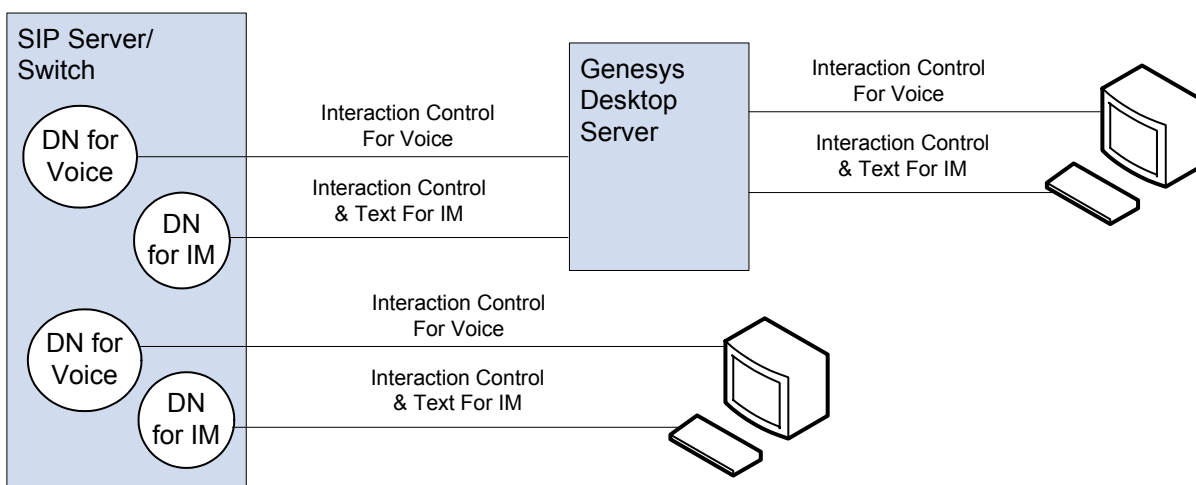 SIP Server/
Switch
DN for
Voice
DN
for IM
DN for
Voice
DN
for IM
Interaction Control
For Voice
Interaction Control
& Text For IM
Genesys
Desktop
Server
Interaction Control
For Voice
Interaction Control
& Text For IM
Interaction Control
For Voice
Interaction Control
& Text For IM